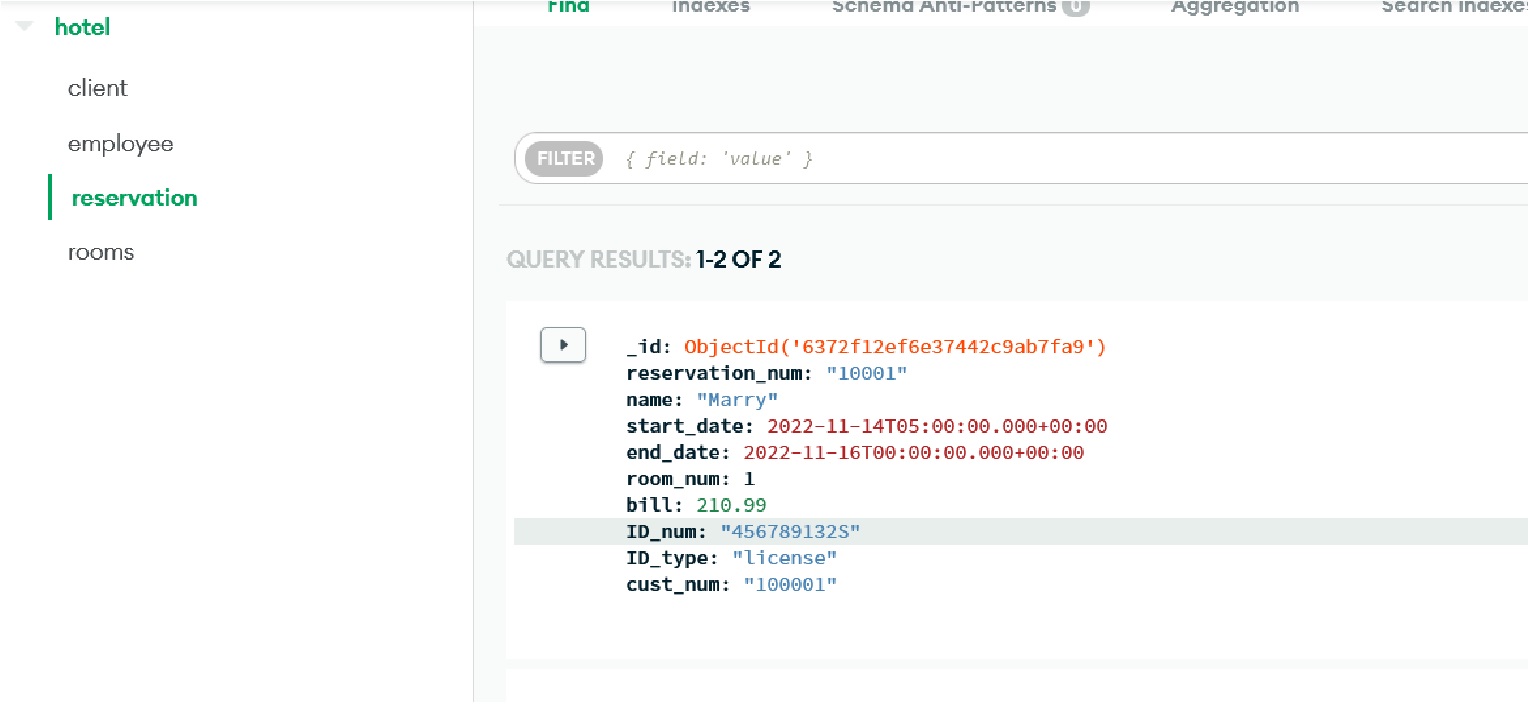 hotel
client
employee
reservation
rooms
Find Indexes Schema Anti-Patterns 0 Aggregation Search Indexes
FILTER { field: 'value' }
QUERY RESULTS: 1-2 OF 2
_id: ObjectId('6372f12ef6e37442c9ab7fa9')
reservation_num: "10001"
name: "Marry"
start_date: 2022-11-14T05:00:00.000+00:00
end_date: 2022-11-16T00:00:00.000+00:00
room_num: 1
bill: 210.99
ID_num: "456789132S"
ID_type: "license"
cust_num: "100001"